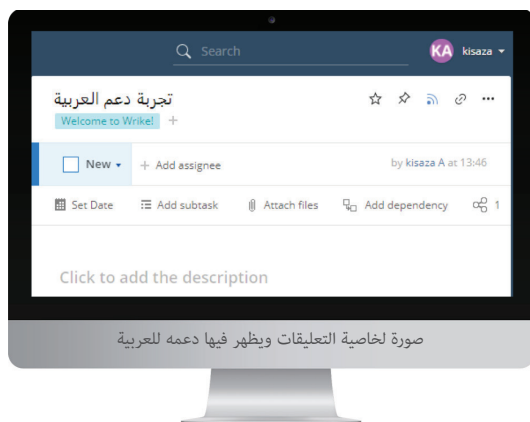 Search
KA kisaza
تجربة دعم العربية
Welcome to Wrike! +
New + Add assignee by kisaza A at 13:46
Set Date Add subtask Attach files Add dependency 1
Click to add the description
صورة لخاصية التعليقات ويظهر فيها دعمه للعربية